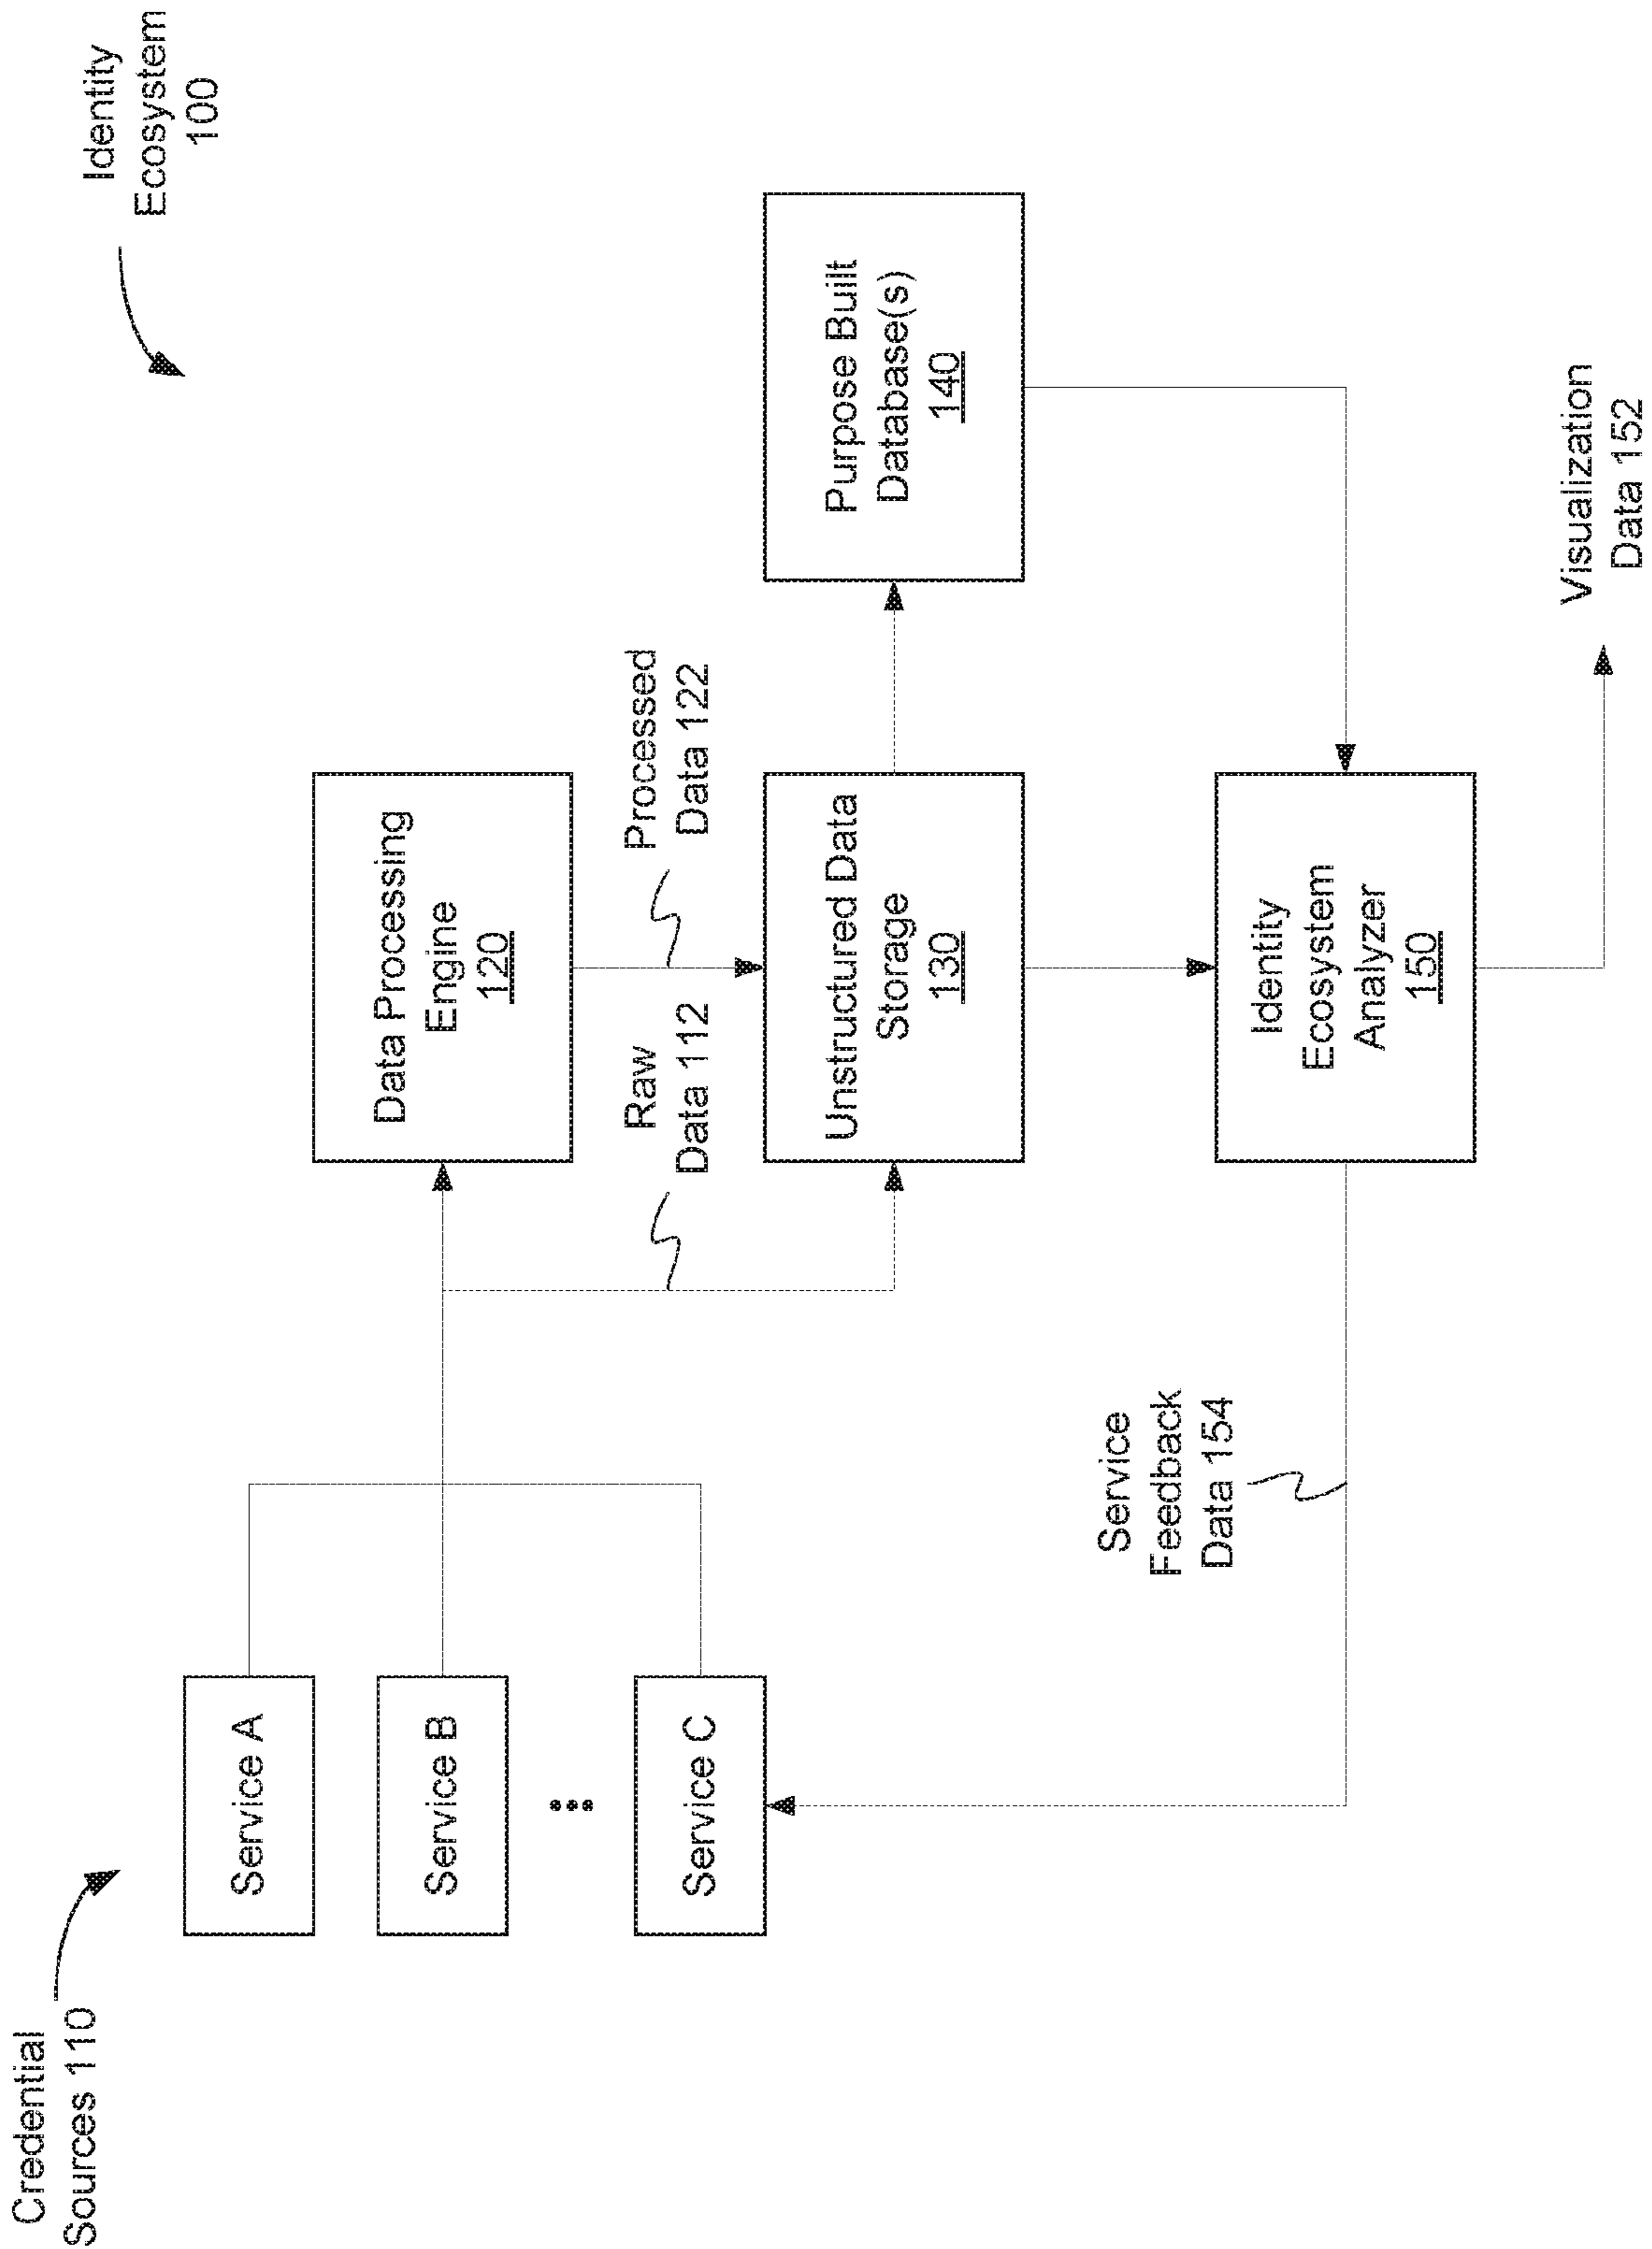 Identity
Ecosystem
100
Credential
Sources 110
Service A
Service B
Service C
Data Processing
Engine
120
Raw
Data 112
Processed
Data 122
Unstructured Data
Storage
130
Purpose Built
Database(s)
140
Service
Feedback
Data 154
Identity
Ecosystem
Analyzer
150
Visualization
Data 152